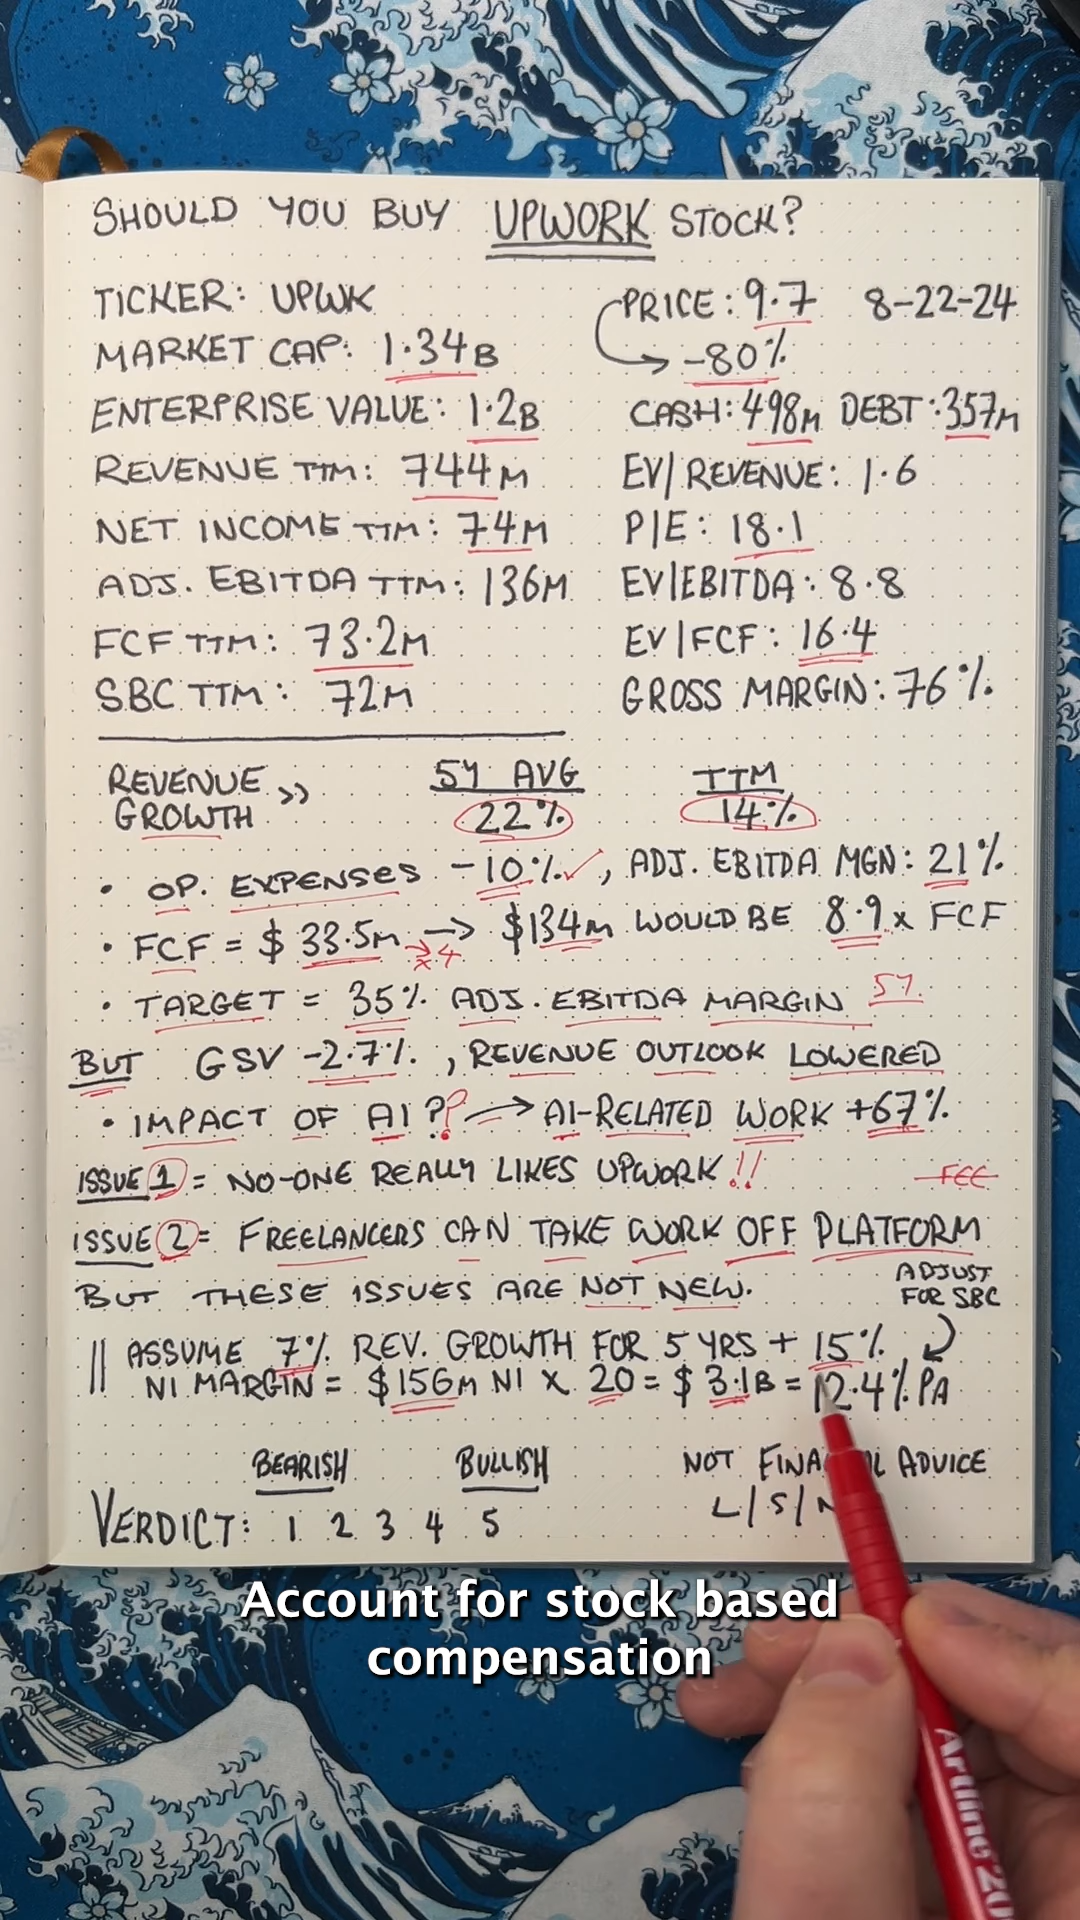 SHOULD YOU BUY UPWORK STOCK?
TICKER: UPWK
PRICE: 9.7 8-22-24
MARKET CAP: 1.34B
-80%
ENTERPRISE VALUE: 1.2B
CASH: 498M DEBT: 357M
REVENUE TTM: 744M
EV/REVENUE: 1.6
NET INCOME TTM: 74M
P/E: 18.1
ADJ. EBITDA TTM: 136M
EV/EBITDA: 8.8
FCF TTM: 73.2M
EV/FCF: 16.4
SBC TTM: 72M
GROSS MARGIN: 76%
REVENUE GROWTH >> 5Y AVG TTM
22% 14%
• OP. EXPENSES -10% ✓, ADJ. EBITDA MGN: 21%
• FCF = $33.5M → $134M WOULD BE 8.9x FCF
x4
• TARGET = 35% ADJ. EBITDA MARGIN 5Y
BUT GSV -2.7%, REVENUE OUTLOOK LOWERED
• IMPACT OF AI?? → AI-RELATED WORK +67%
ISSUE 1 = NO-ONE REALLY LIKES UPWORK!!
FEE
ISSUE 2 = FREELANCERS CAN TAKE WORK OFF PLATFORM
BUT THESE ISSUES ARE NOT NEW.
ADJUST
FOR SBC
|| ASSUME 7% REV. GROWTH FOR 5 YRS + 15%
NI MARGIN = $156M NI X 20 = $3.1B = 12.4% PA
BEARISH BULLISH
NOT ADVICE
VERDICT: 1 2 3 4 5
L/S/
Account for stock based
compensation
Artline 20